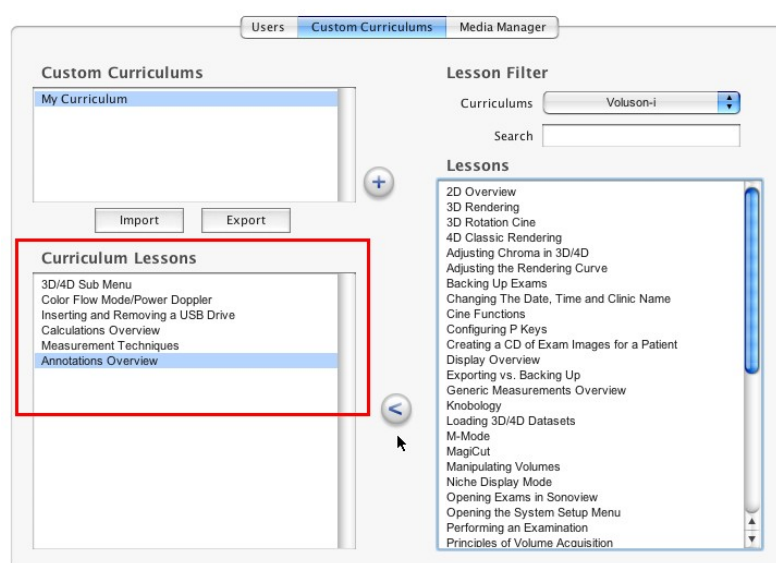 Users Custom Curriculums Media Manager
Custom Curriculums
My Curriculum
Import Export
Curriculum Lessons
3D/4D Sub Menu
Color Flow Mode/Power Doppler
Inserting and Removing a USB Drive
Calculations Overview
Measurement Techniques
Annotations Overview
+
<
Lesson Filter
Curriculums Voluson-i
Search
Lessons
2D Overview
3D Rendering
3D Rotation Cine
4D Classic Rendering
Adjusting Chroma in 3D/4D
Adjusting the Rendering Curve
Backing Up Exams
Changing The Date, Time and Clinic Name
Cine Functions
Configuring P Keys
Creating a CD of Exam Images for a Patient
Display Overview
Exporting vs. Backing Up
Generic Measurements Overview
Knobology
Loading 3D/4D Datasets
M-Mode
MagiCut
Manipulating Volumes
Niche Display Mode
Opening Exams in Sonoview
Opening the System Setup Menu
Performing an Examination
Principles of Volume Acquisition